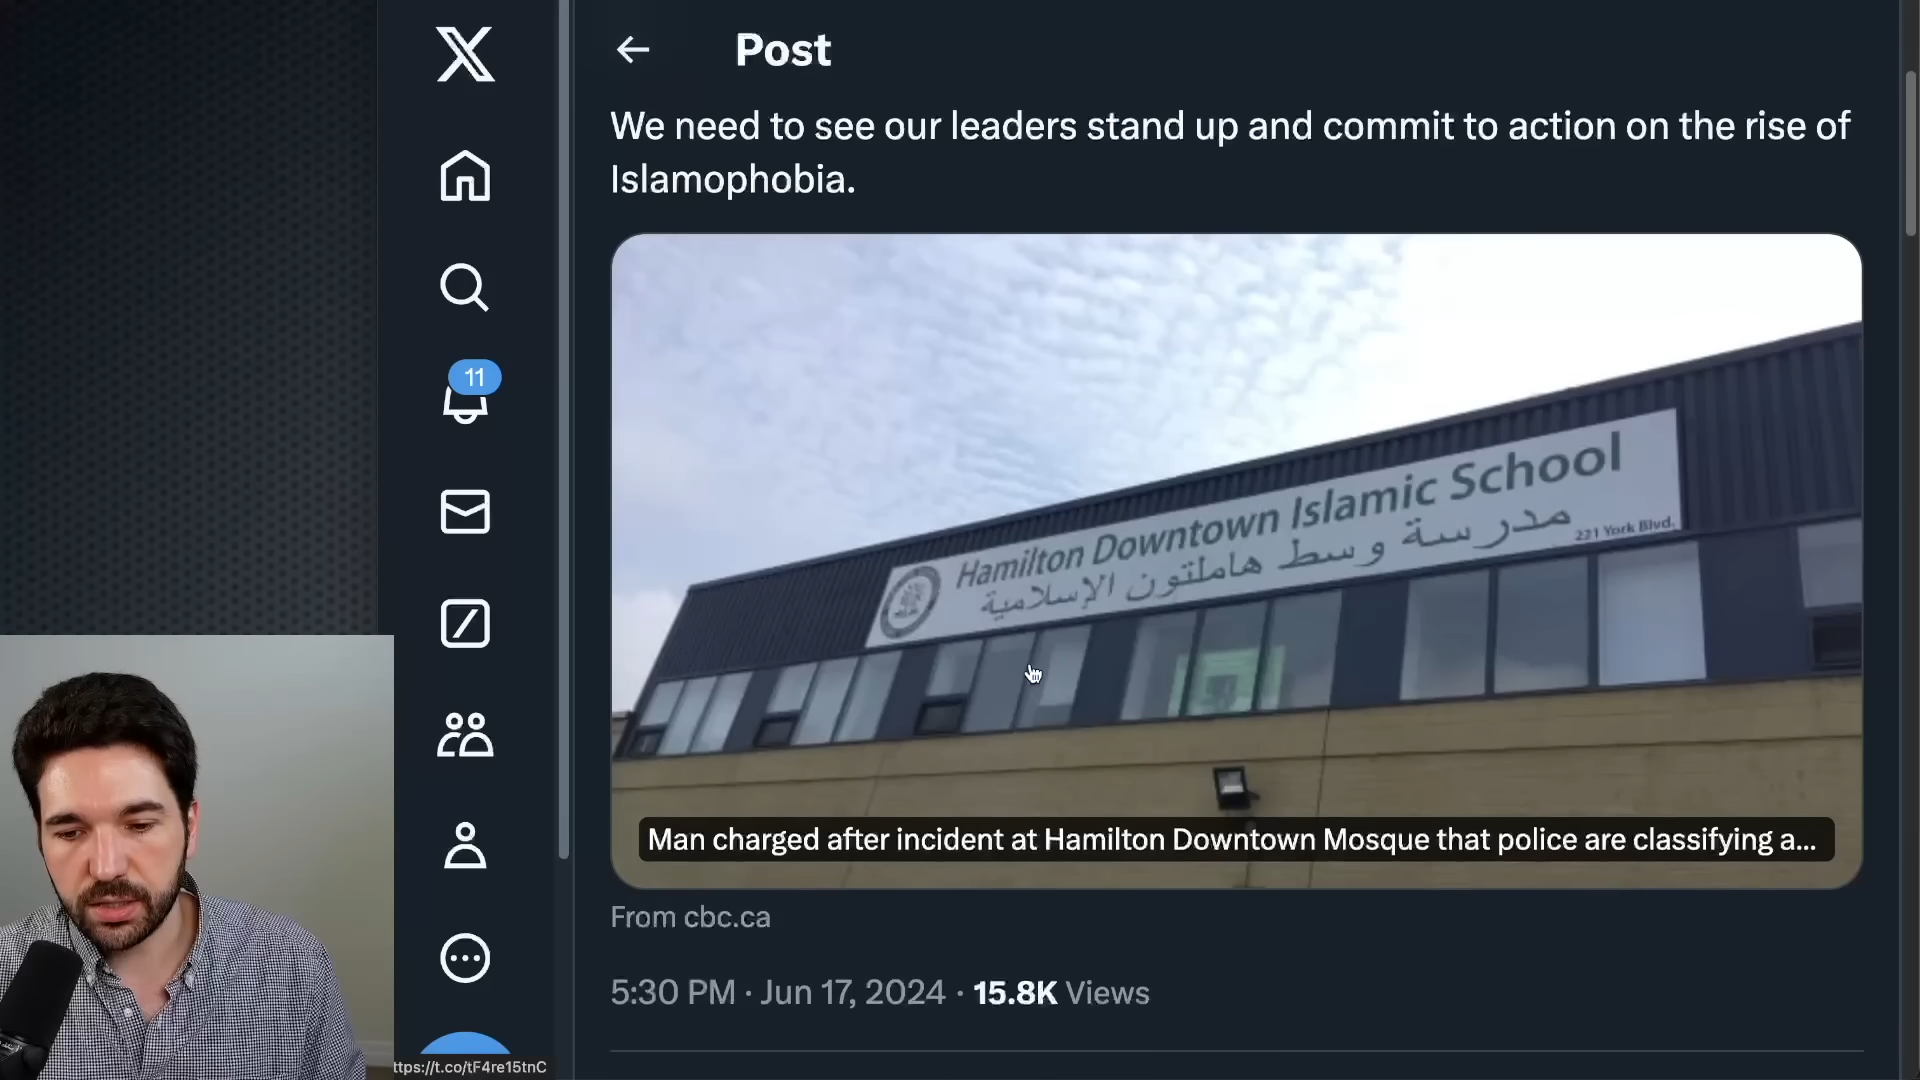 Post
We need to see our leaders stand up and commit to action on the rise of
Islamophobia.
11
Hamilton Downtown Islamic School
مدرسة وسط هاملتون الإسلامية
221 York Blvd.
Man charged after incident at Hamilton Downtown Mosque that police are classifying a...
From cbc.ca
5:30 PM · Jun 17, 2024 · 15.8K Views
ttps://t.co/tF4re15tnC